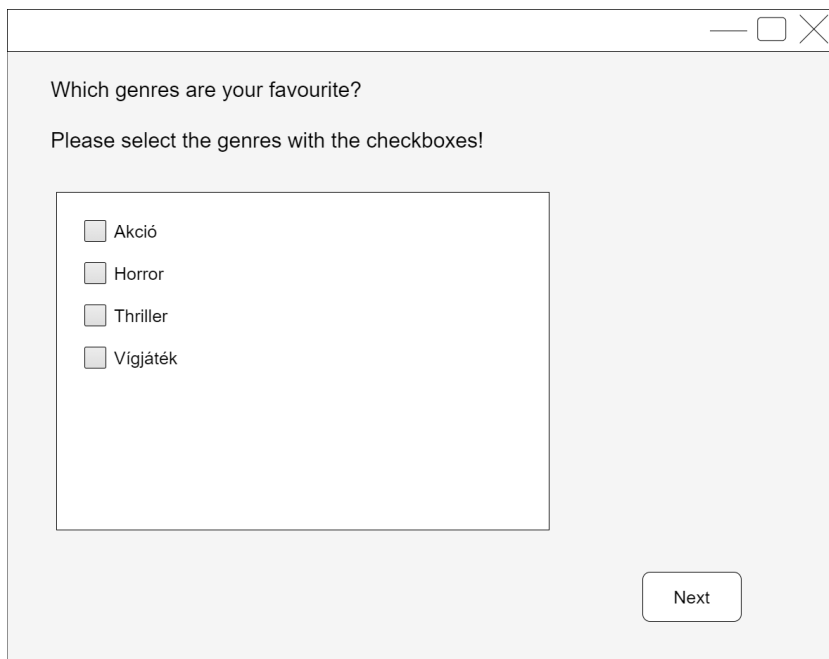 Which genres are your favourite?
Please select the genres with the checkboxes!
Akció
Horror
Thriller
Vígjáték
Next